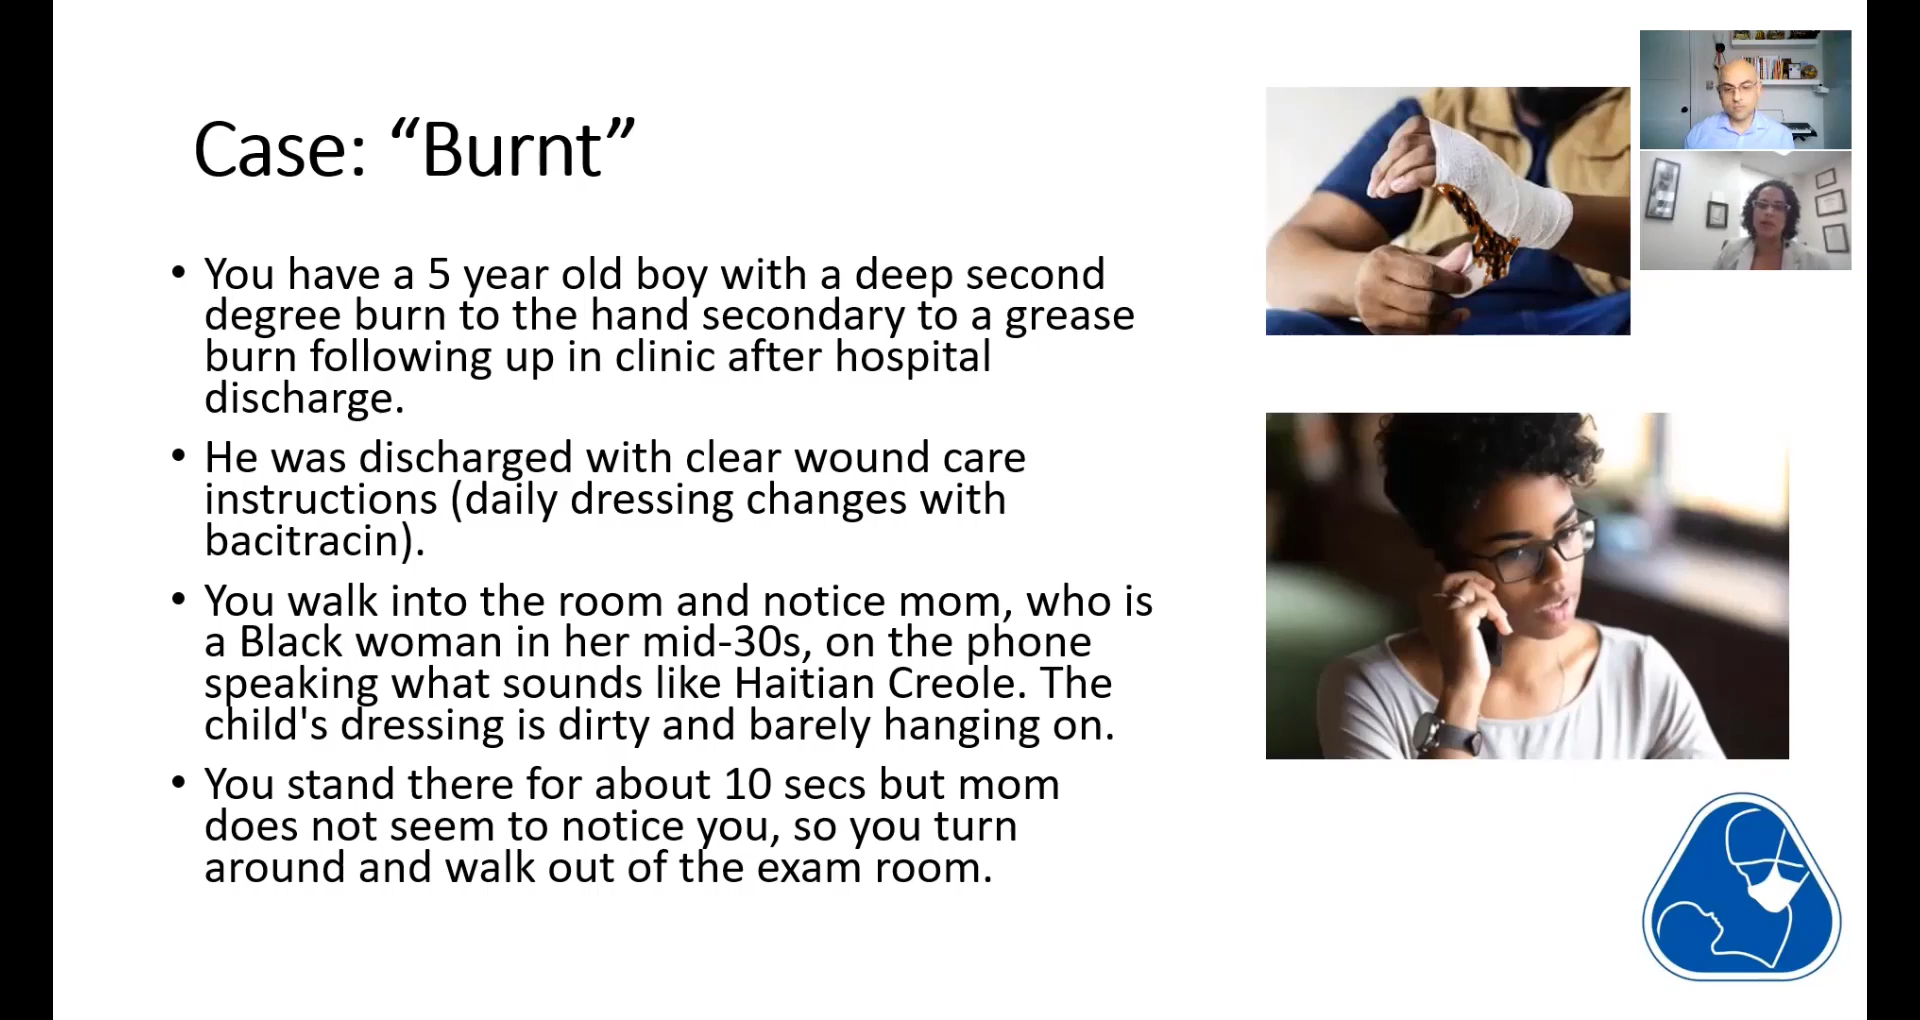 Case: “Burnt”
• You have a 5 year old boy with a deep second
degree burn to the hand secondary to a grease
burn following up in clinic after hospital
discharge.
• He was discharged with clear wound care
instructions (daily dressing changes with
bacitracin).
• You walk into the room and notice mom, who is
a Black woman in her mid-30s, on the phone
speaking what sounds like Haitian Creole. The
child's dressing is dirty and barely hanging on.
• You stand there for about 10 secs but mom
does not seem to notice you, so you turn
around and walk out of the exam room.